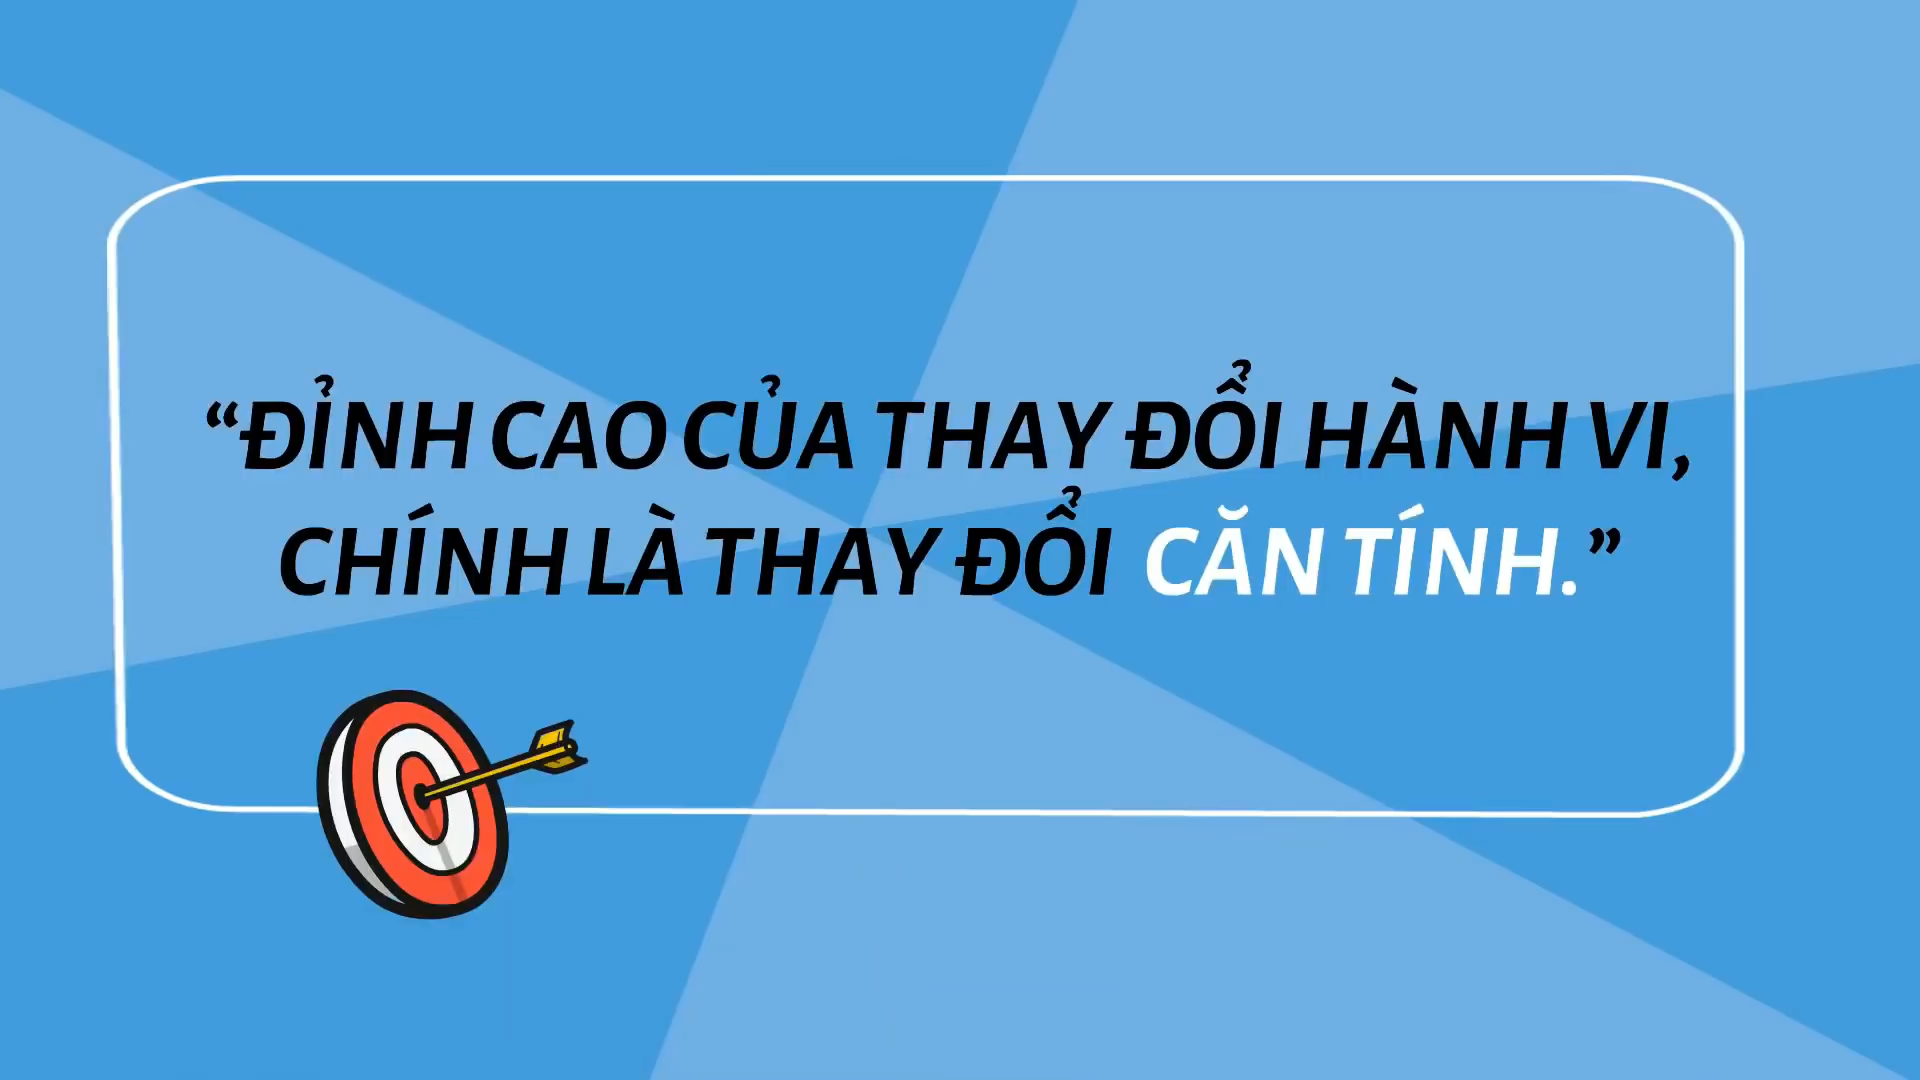 “ĐỈNH CAO CỦA THAY ĐỔI HÀNH VI,
CHÍNH LÀ THAY ĐỔI CĂN TÍNH.”